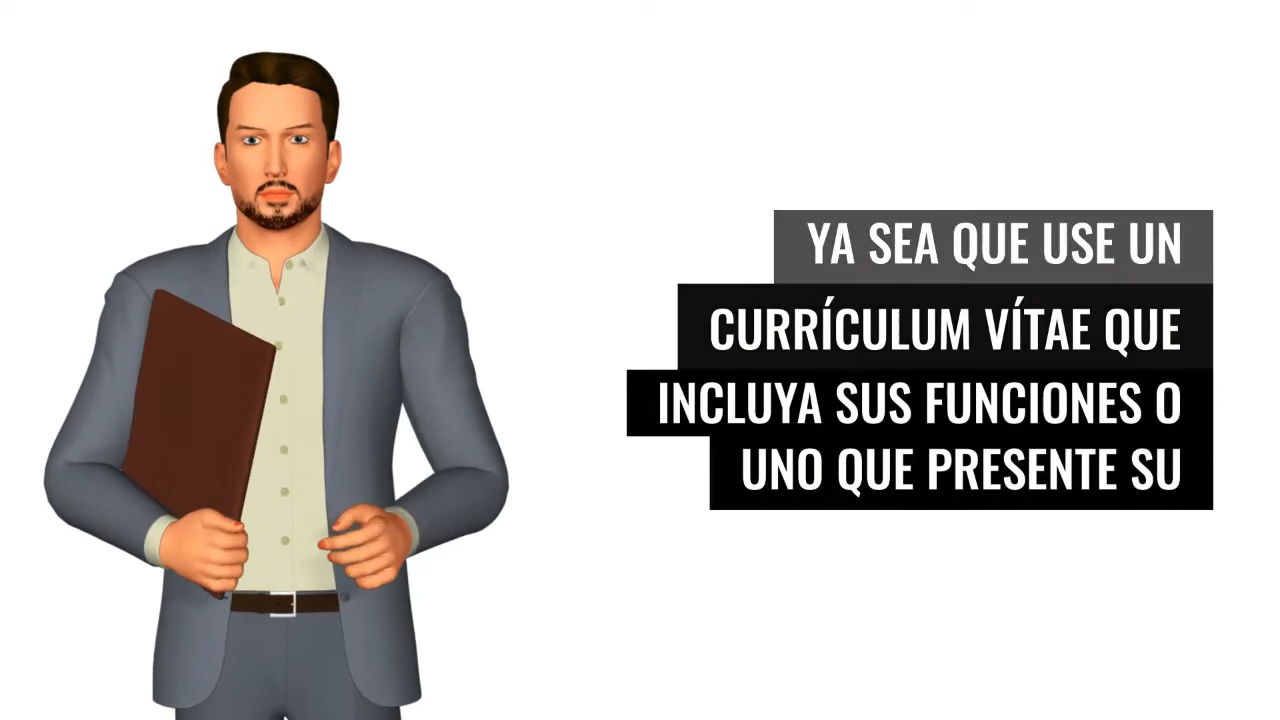 YA SEA QUE USE UN
CURRÍCULUM VÍTAE QUE
INCLUYA SUS FUNCIONES O
UNO QUE PRESENTE SU